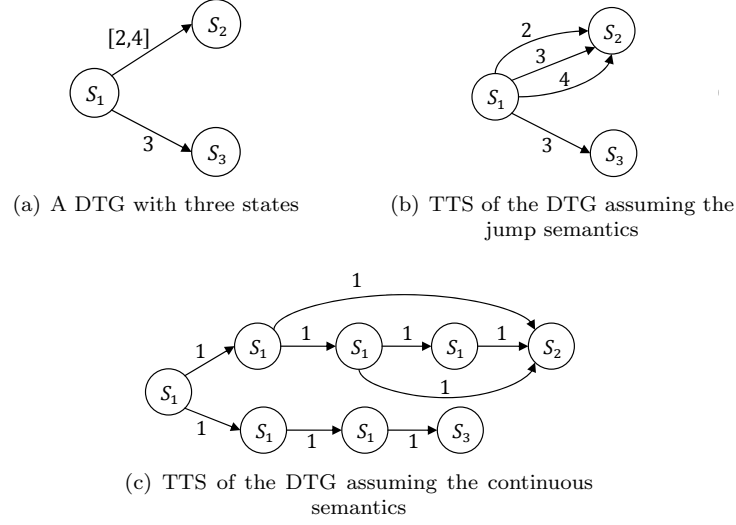 [2,4]
S₂
S₁
3
S₃
2
S₂
3
4
S₁
3
S₃
(a) A DTG with three states
(b) TTS of the DTG assuming the
jump semantics
1
S₁ 1 S₁ 1 S₁ 1 S₂
1
S₁
1
1
S₁ 1 S₁ 1 S₃
(c) TTS of the DTG assuming the continuous
semantics